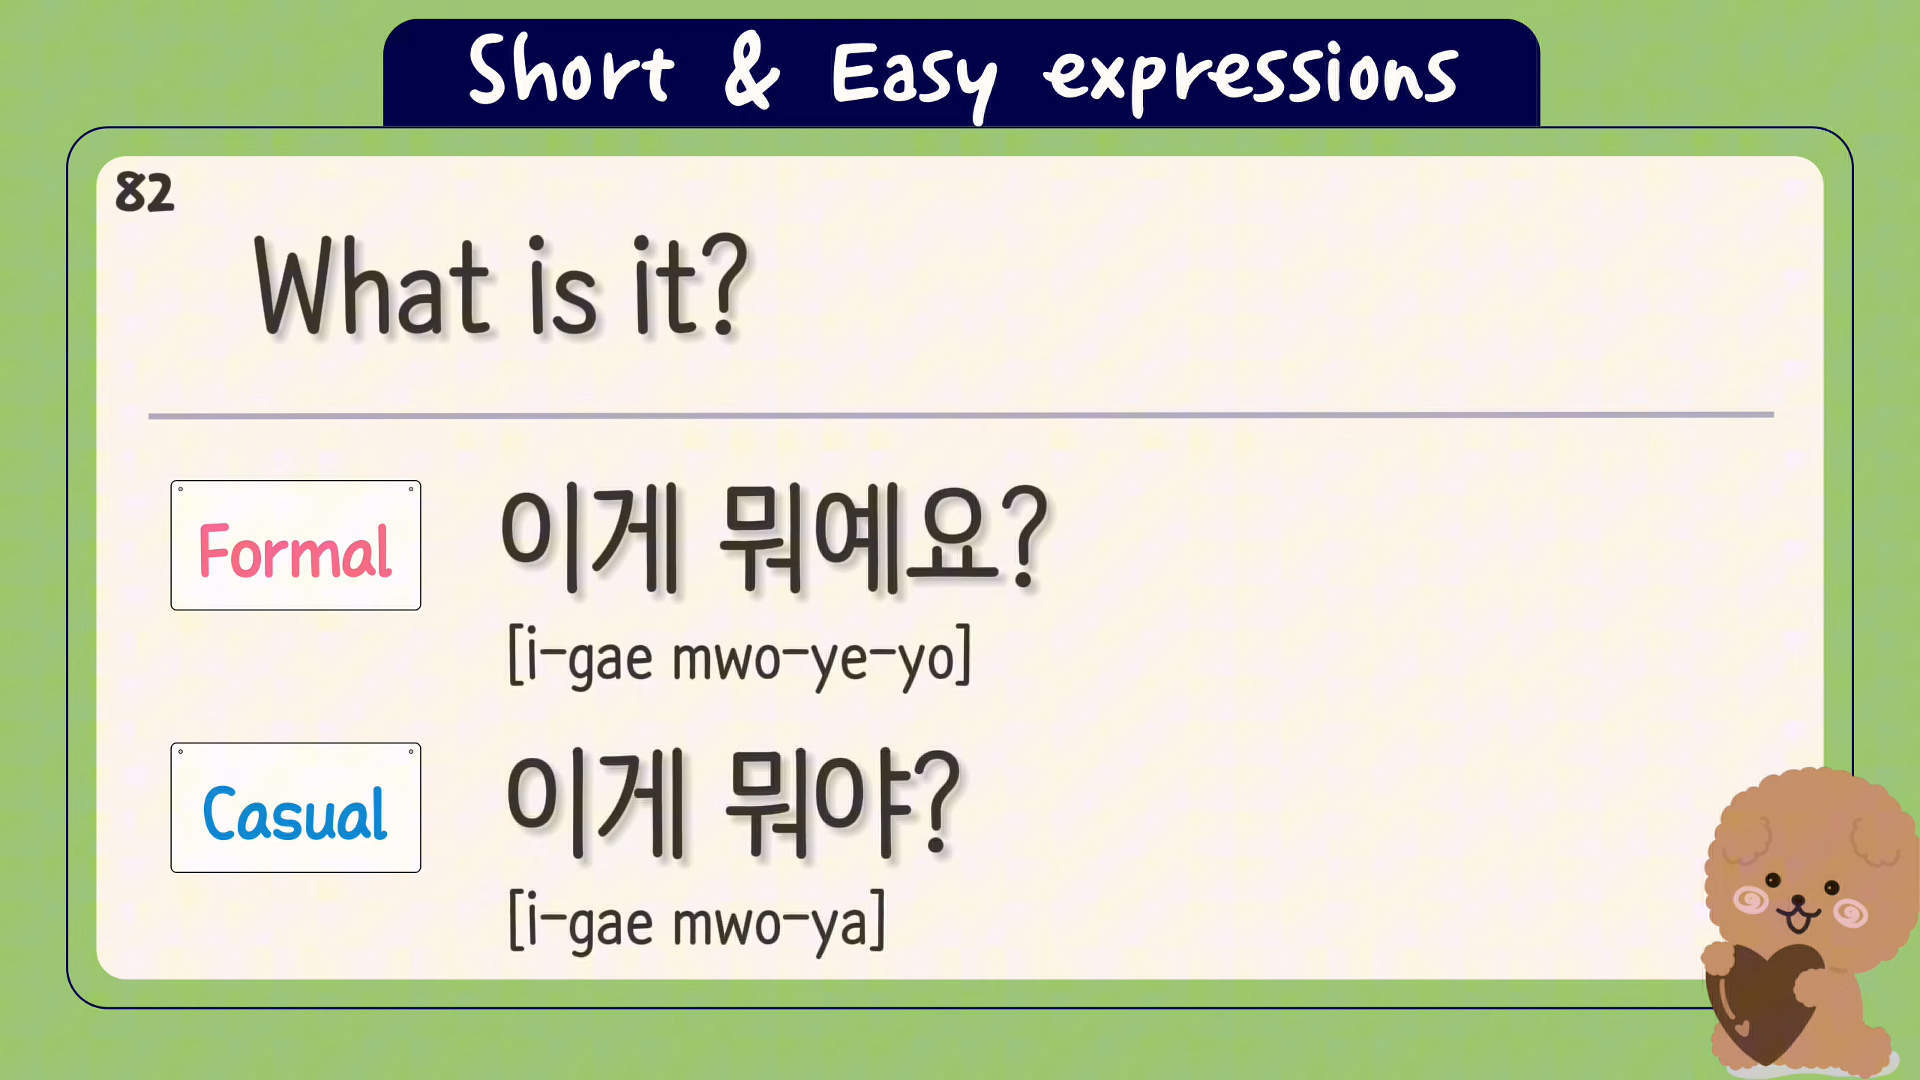 Short & Easy expressions
82
What is it?
Formal
이게 뭐예요?
[i-gae mwo-ye-yo]
Casual
이게 뭐야?
[i-gae mwo-ya]